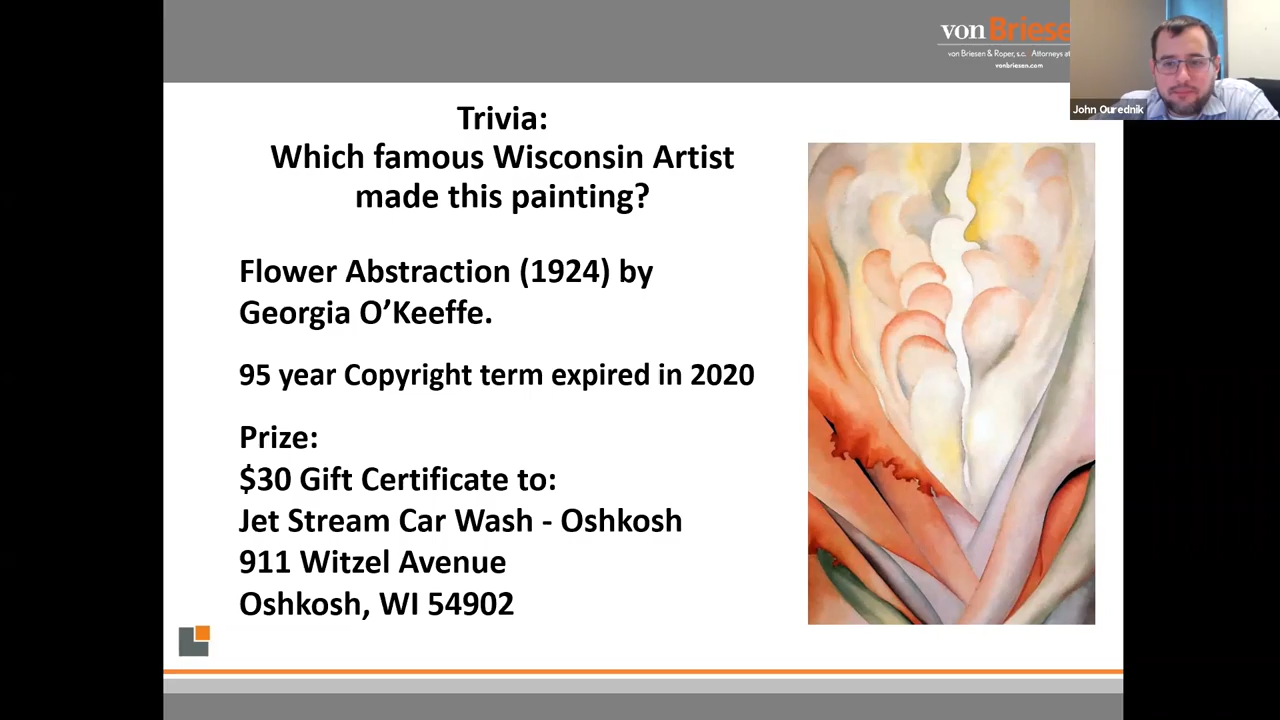 von Briese
von Briesen & Roper, s.c. Attorneys at
vonbriesen.com
John Ourednik
Trivia:
Which famous Wisconsin Artist
made this painting?
Flower Abstraction (1924) by
Georgia O’Keeffe.
95 year Copyright term expired in 2020
Prize:
$30 Gift Certificate to:
Jet Stream Car Wash - Oshkosh
911 Witzel Avenue
Oshkosh, WI 54902